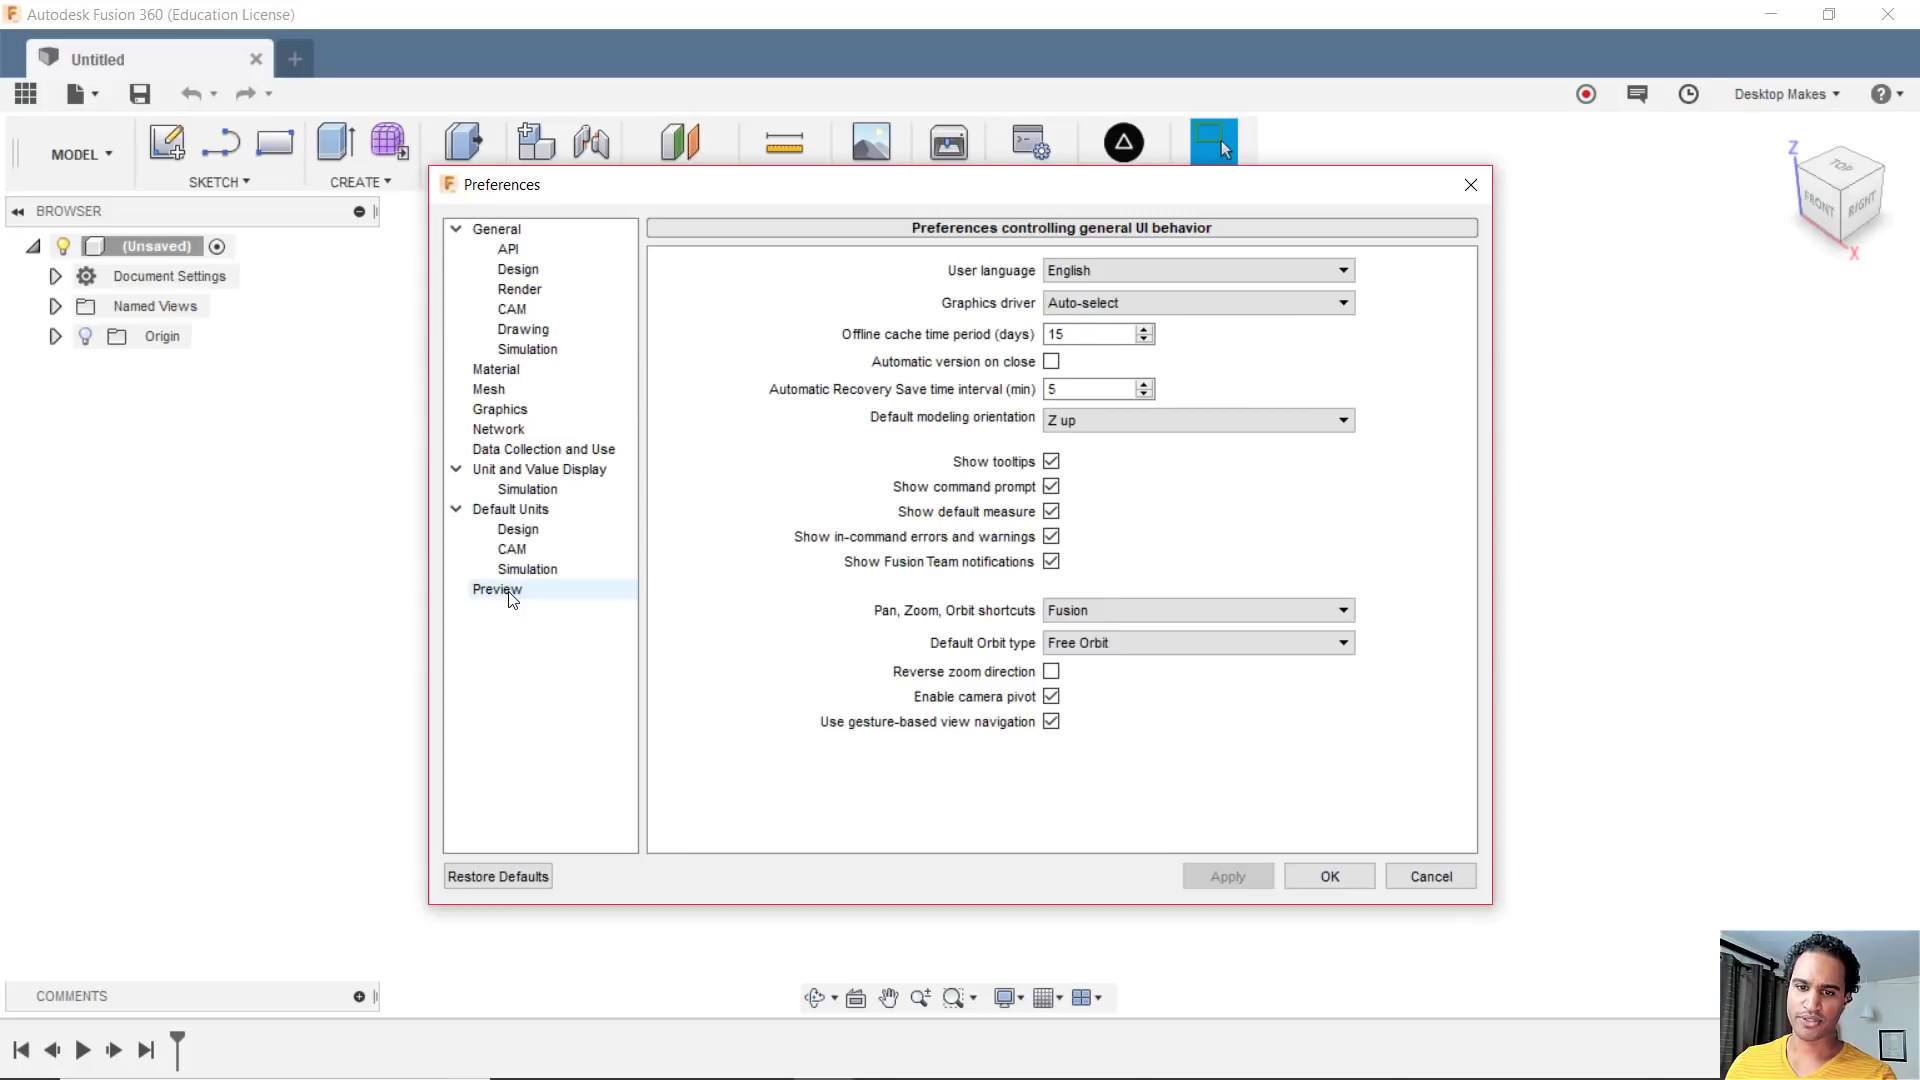 Autodesk Fusion 360 (Education License)
Untitled
Desktop Makes
MODEL
SKETCH
CREATE
TOP
FRONT
RIGHT
Z
X
BROWSER
(Unsaved)
Document Settings
Named Views
Origin
Preferences
General
API
Design
Render
CAM
Drawing
Simulation
Material
Mesh
Graphics
Network
Data Collection and Use
Unit and Value Display
Simulation
Default Units
Design
CAM
Simulation
Preview
Preferences controlling general UI behavior
User language English
Graphics driver Auto-select
Offline cache time period (days) 15
Automatic version on close
Automatic Recovery Save time interval (min) 5
Default modeling orientation Z up
Show tooltips
Show command prompt
Show default measure
Show in-command errors and warnings
Show Fusion Team notifications
Pan, Zoom, Orbit shortcuts Fusion
Default Orbit type Free Orbit
Reverse zoom direction
Enable camera pivot
Use gesture-based view navigation
Restore Defaults
Apply
OK
Cancel
COMMENTS